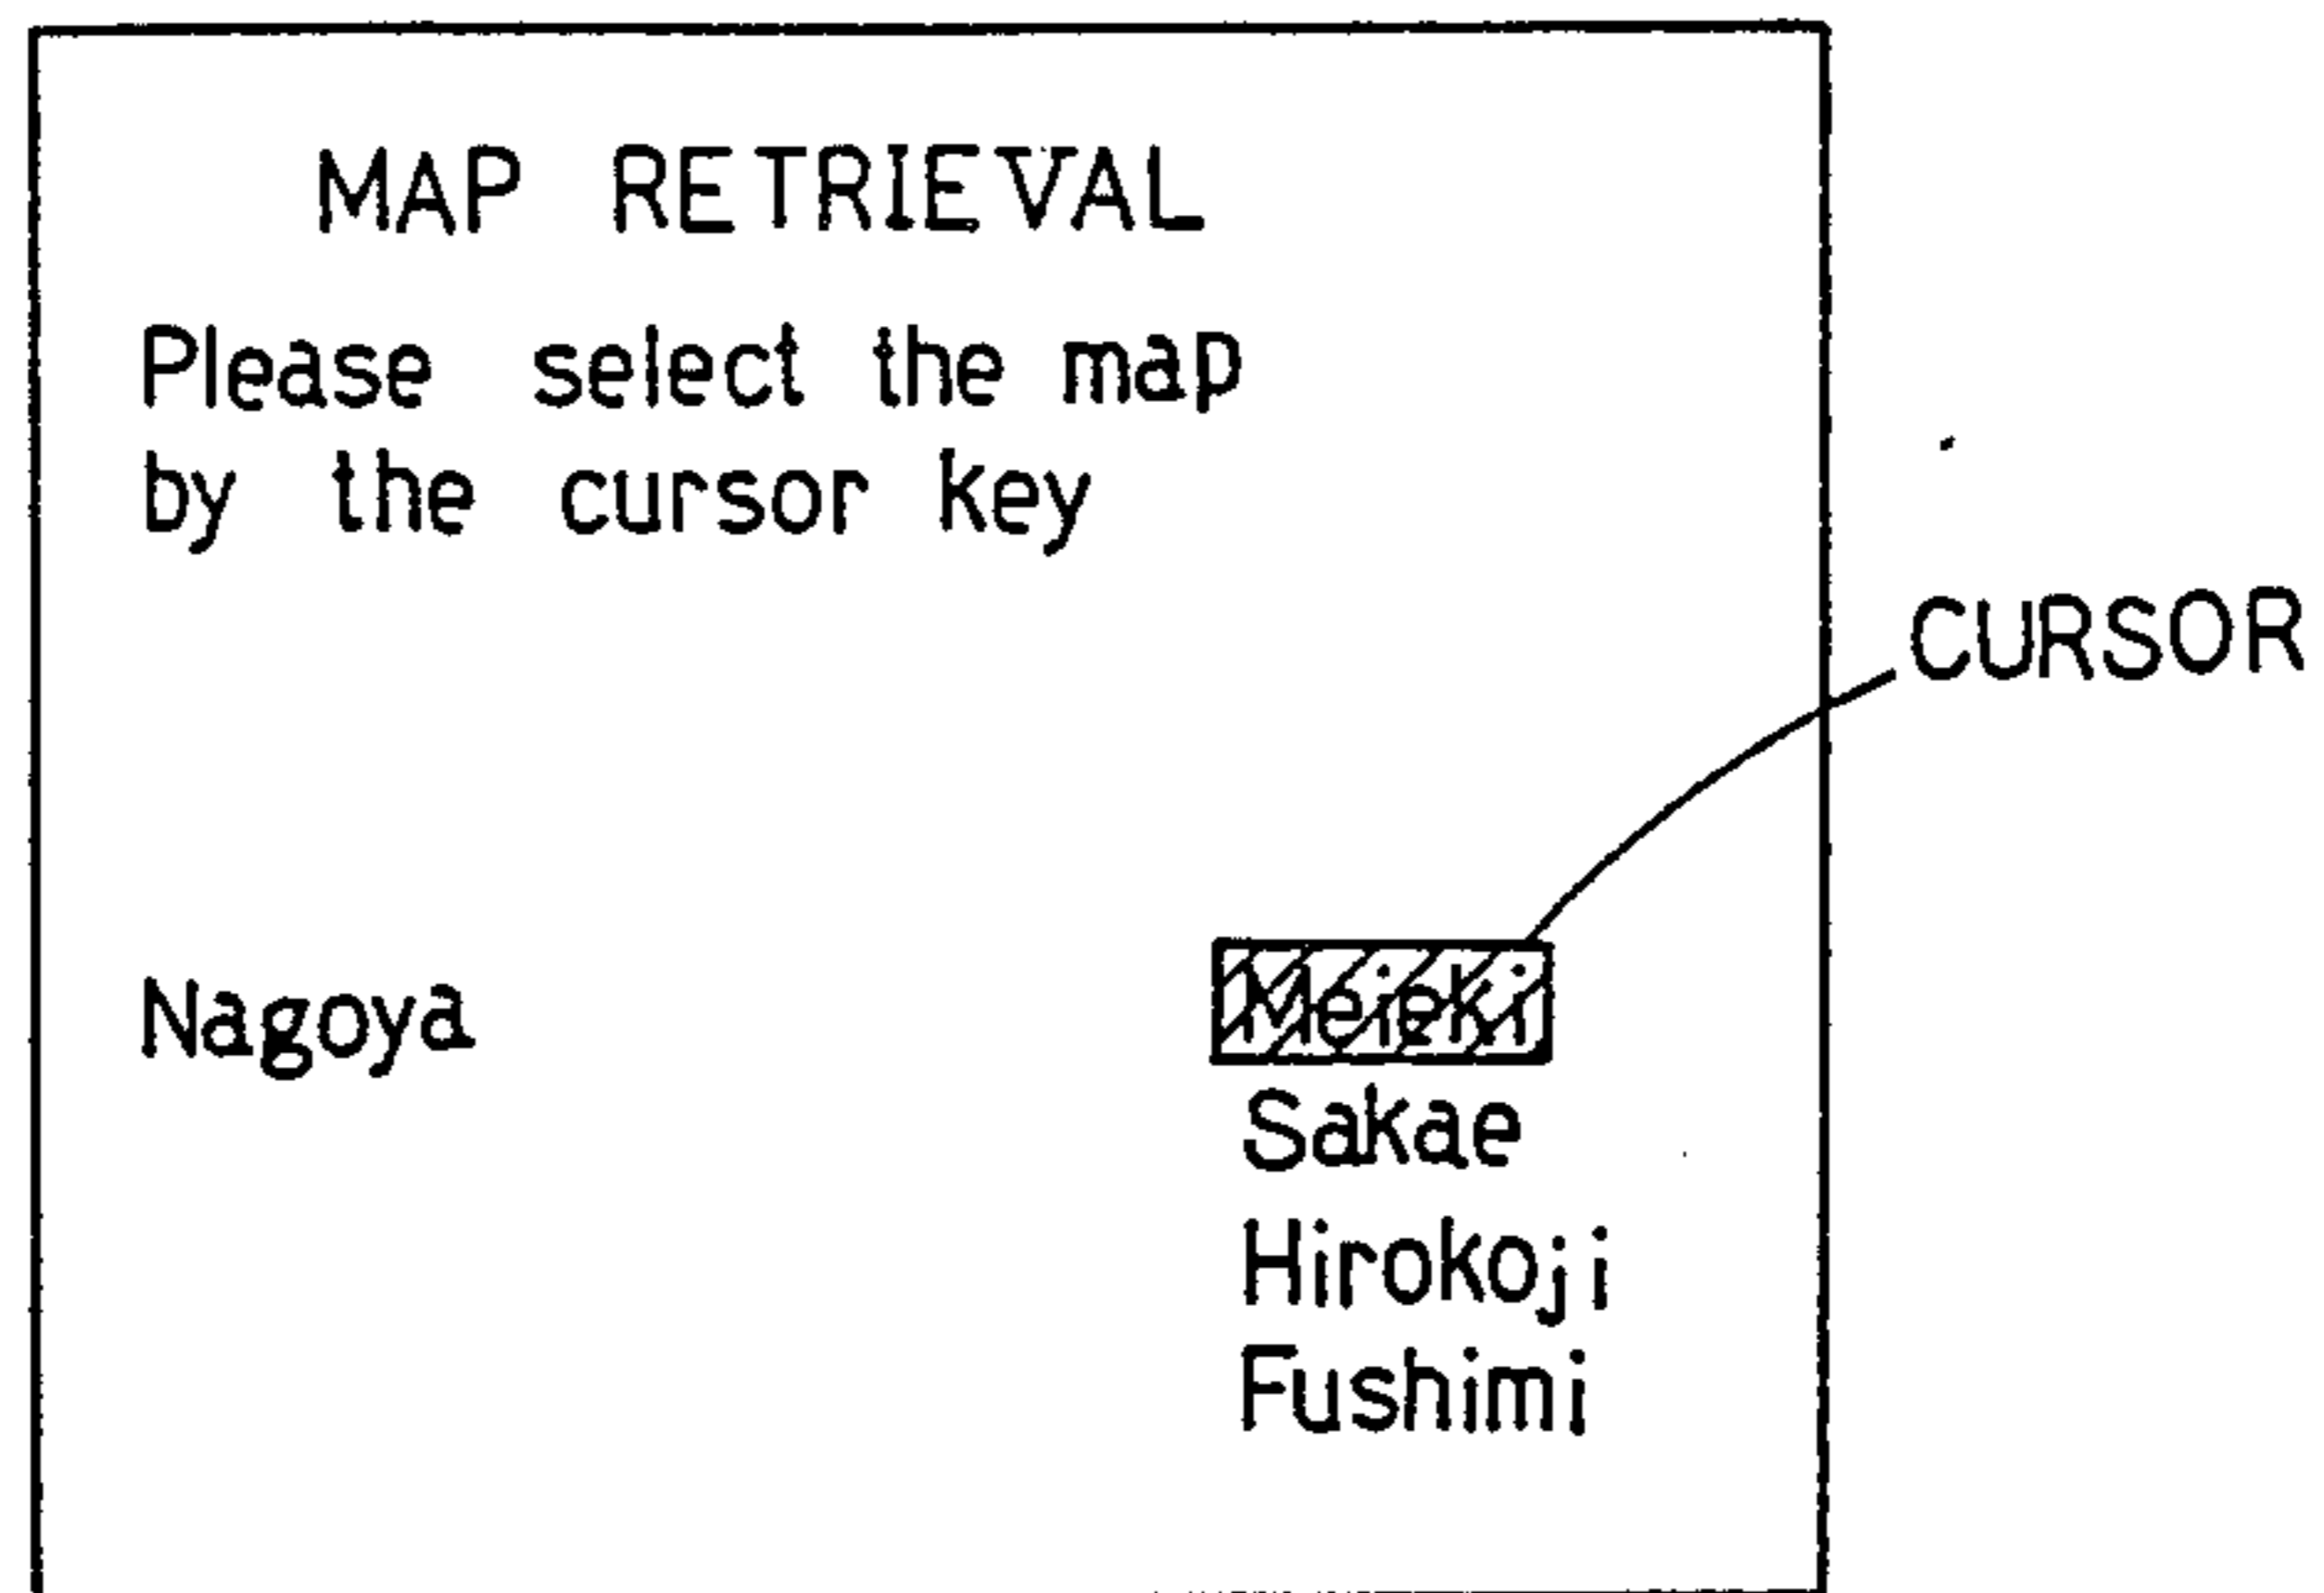 MAP RETRIEVAL
Please select the map
by the cursor key
CURSOR
Nagoya Meieki
Sakae
Hirokoji
Fushimi